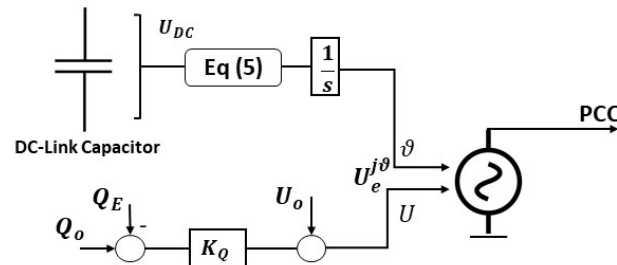 U_DC
Eq (5)
1/s
DC-Link Capacitor
PCC
ϑ
U_e^jϑ
U
Q_E
-
U_o
Q_o
K_Q